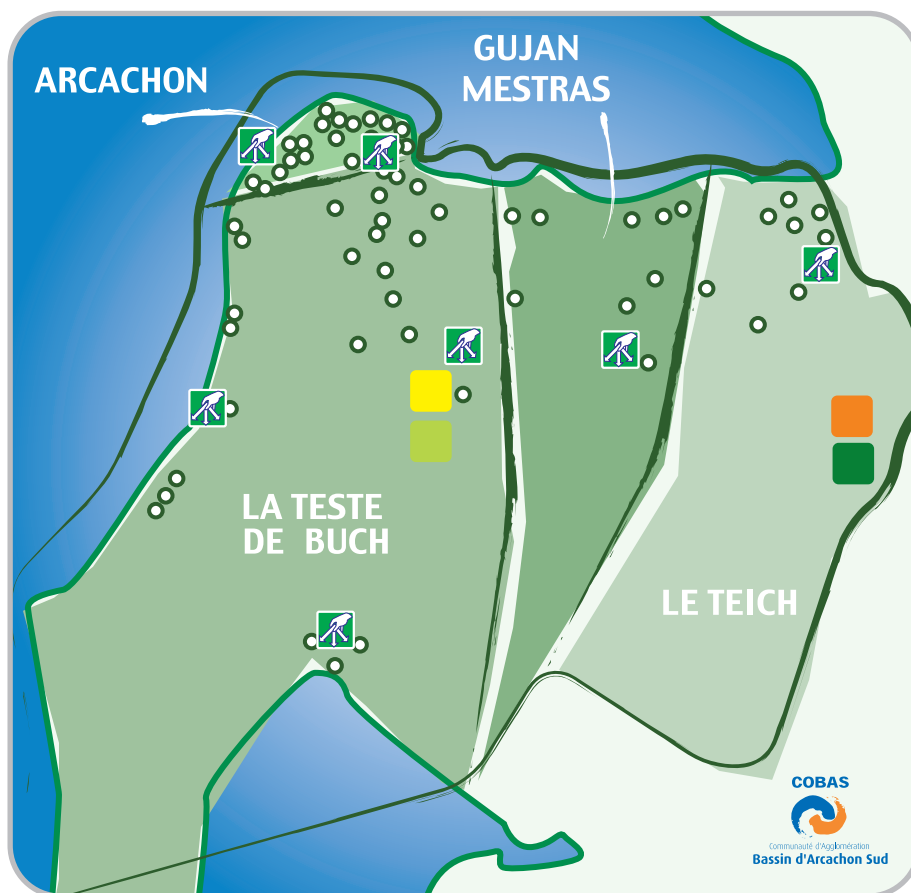 ARCACHON
GUJAN
MESTRAS
LA TESTE
DE BUCH
LE TEICH
COBAS
Communauté d'Agglomération
Bassin d'Arcachon Sud